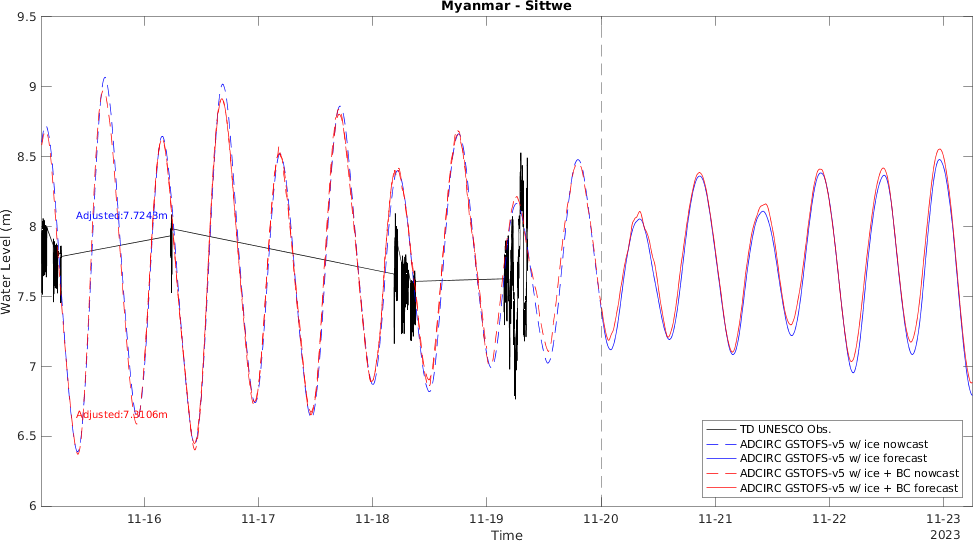 Myanmar - Sittwe
9.5
9
8.5
8
7.5
7
6.5
6
Water Level (m)
Adjusted:7.7243m
Adjusted:7.3106m
TD UNESCO Obs.
ADCIRC GSTOFS-v5 w/ ice nowcast
ADCIRC GSTOFS-v5 w/ ice forecast
ADCIRC GSTOFS-v5 w/ ice + BC nowcast
ADCIRC GSTOFS-v5 w/ ice + BC forecast
11-16 11-17 11-18 11-19 11-20 11-21 11-22 11-23
Time
2023